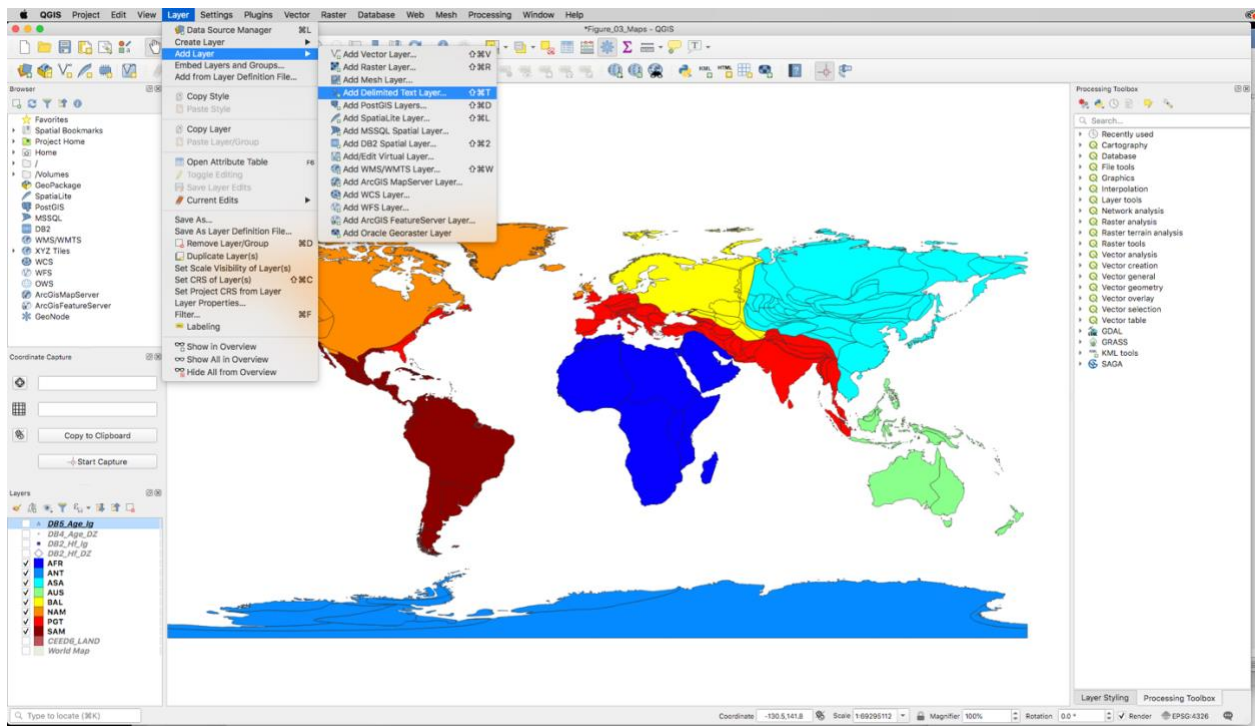 QGIS Project Edit View Layer Settings Plugins Vector Raster Database Web Mesh Processing Window Help
*Figure_03_Maps - QGIS
Data Source Manager ⌘L
Create Layer
Add Layer
Embed Layers and Groups...
Add from Layer Definition File...
Copy Style
Paste Style
Copy Layer
Paste Layer/Group
Open Attribute Table F6
Toggle Editing
Save Layer Edits
Current Edits
Save As...
Save As Layer Definition File...
Remove Layer/Group ⌘D
Duplicate Layer(s)
Set Scale Visibility of Layer(s)
Set CRS of Layer(s) ⇧⌘C
Set Project CRS from Layer
Layer Properties...
Filter... ⌘F
Labeling
Show in Overview
Show All in Overview
Hide All from Overview
Add Vector Layer... ⇧⌘V
Add Raster Layer... ⇧⌘R
Add Mesh Layer...
Add Delimited Text Layer... ⇧⌘T
Add PostGIS Layers... ⇧⌘D
Add SpatiaLite Layer... ⇧⌘L
Add MSSQL Spatial Layer...
Add DB2 Spatial Layer... ⇧⌘2
Add/Edit Virtual Layer...
Add WMS/WMTS Layer... ⇧⌘W
Add ArcGIS MapServer Layer...
Add WCS Layer...
Add WFS Layer...
Add ArcGIS FeatureServer Layer...
Add Oracle Georaster Layer
Browser
Favorites
Spatial Bookmarks
Project Home
Home
/
/Volumes
GeoPackage
SpatiaLite
PostGIS
MSSQL
DB2
WMS/WMTS
XYZ Tiles
WCS
WFS
OWS
ArcGisMapServer
ArcGisFeatureServer
GeoNode
Coordinate Capture
Copy to Clipboard
Start Capture
Layers
DB5_Age_Ig
DB4_Age_DZ
DB2_Hf_Ig
DB2_Hf_DZ
AFR
ANT
ASA
AUS
BAL
NAM
PGT
SAM
CEED6_LAND
World Map
Processing Toolbox
Search...
Recently used
Cartography
Database
File tools
Graphics
Interpolation
Layer tools
Network analysis
Raster analysis
Raster terrain analysis
Raster tools
Vector analysis
Vector creation
Vector general
Vector geometry
Vector overlay
Vector selection
Vector table
GDAL
GRASS
KML tools
SAGA
Layer Styling Processing Toolbox
Type to locate (⌘K) Coordinate -130.5,141.8 Scale 1:69295112 Magnifier 100% Rotation 0.0 ° Render EPSG:4326